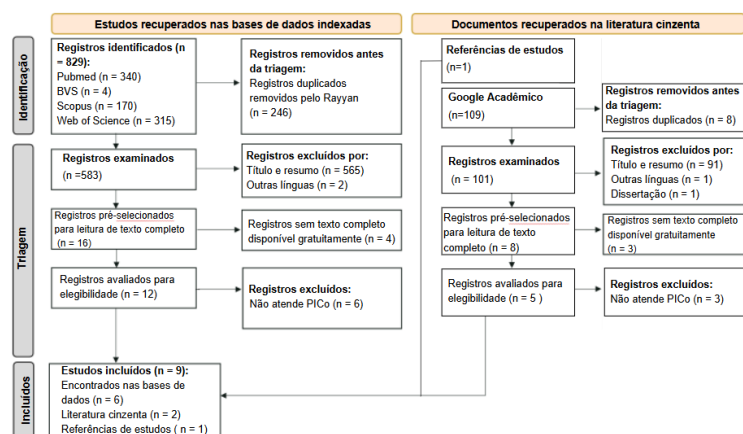 Estudos recuperados nas bases de dados indexadas
Documentos recuperados na literatura cinzenta
Identificação
Registros identificados (n
= 829):
Pubmed (n = 340)
BVS (n = 4)
Scopus (n = 170)
Web of Science (n = 315)
Registros removidos antes
da triagem:
Registros duplicados
removidos pelo Rayyan
(n = 246)
Referências de estudos
(n=1)
Google Acadêmico
(n=109)
Registros removidos antes
da triagem:
Registros duplicados (n = 8)
Triagem
Registros examinados
(n =583)
Registros excluídos por:
Título e resumo (n = 565)
Outras línguas (n = 2)
Registros examinados
(n = 101)
Registros excluídos por:
Título e resumo (n = 91)
Outras línguas (n = 1)
Dissertação (n = 1)
Registros pré-selecionados
para leitura de texto completo
(n = 16)
Registros sem texto completo
disponível gratuitamente (n = 4)
Registros pré-selecionados
para leitura de texto
completo (n = 8)
Registros sem texto completo
disponível gratuitamente
(n = 3)
Registros avaliados para
elegibilidade (n = 12)
Registros excluídos:
Não atende PICo (n = 6)
Registros avaliados para
elegibilidade (n = 5 )
Registros excluídos:
Não atende PICo (n = 3)
Incluídos
Estudos incluídos (n = 9):
Encontrados nas bases de
dados (n = 6)
Literatura cinzenta (n = 2)
Referências de estudos ( n = 1)